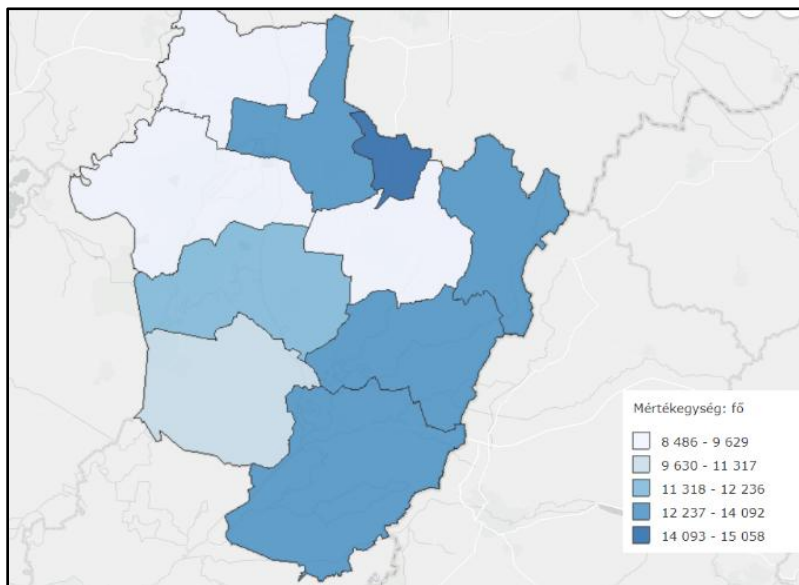 Mértékegység: fő
8 486 - 9 629
9 630 - 11 317
11 318 - 12 236
12 237 - 14 092
14 093 - 15 058